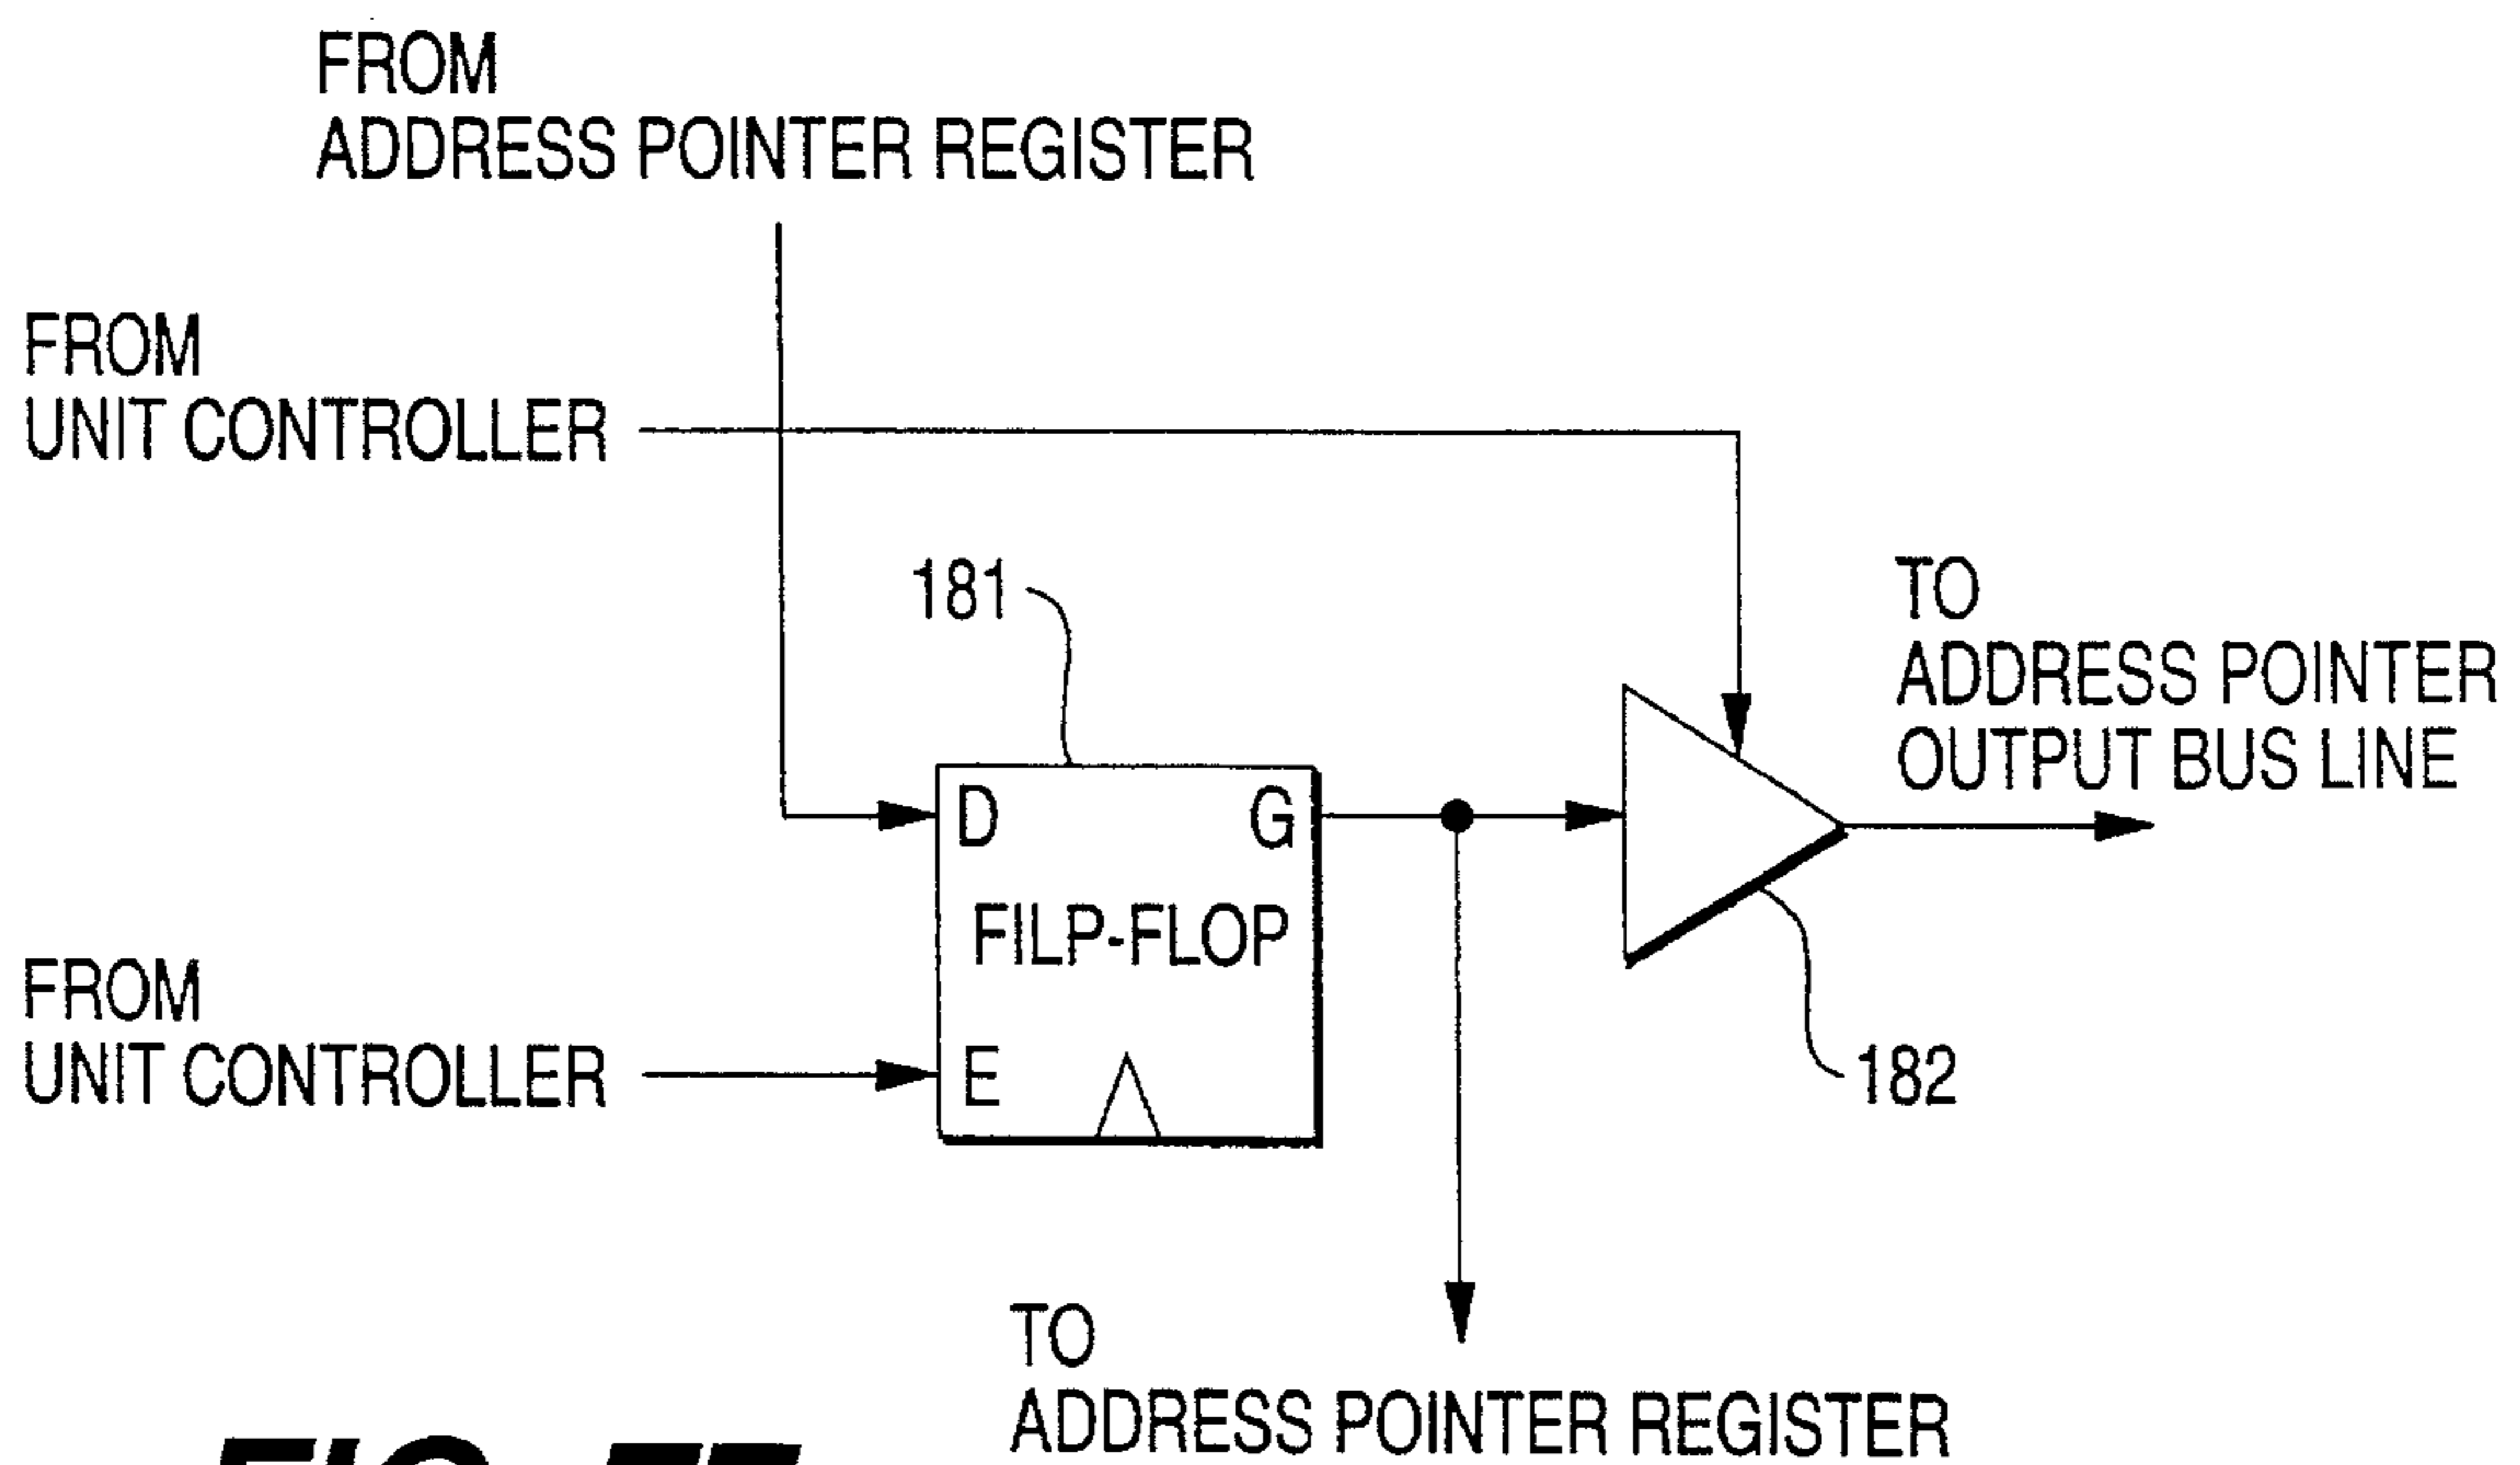 FROM
ADDRESS POINTER REGISTER
FROM
UNIT CONTROLLER
181
TO
ADDRESS POINTER
OUTPUT BUS LINE
D
G
FILP-FLOP
FROM
UNIT CONTROLLER
E
182
TO
ADDRESS POINTER REGISTER